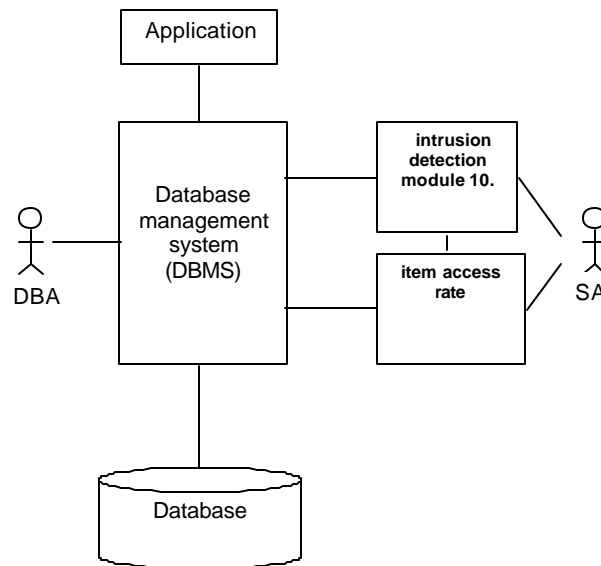 Application
intrusion
detection
module 10.
Database
management
system
(DBMS)
DBA
item access
rate
SA
Database